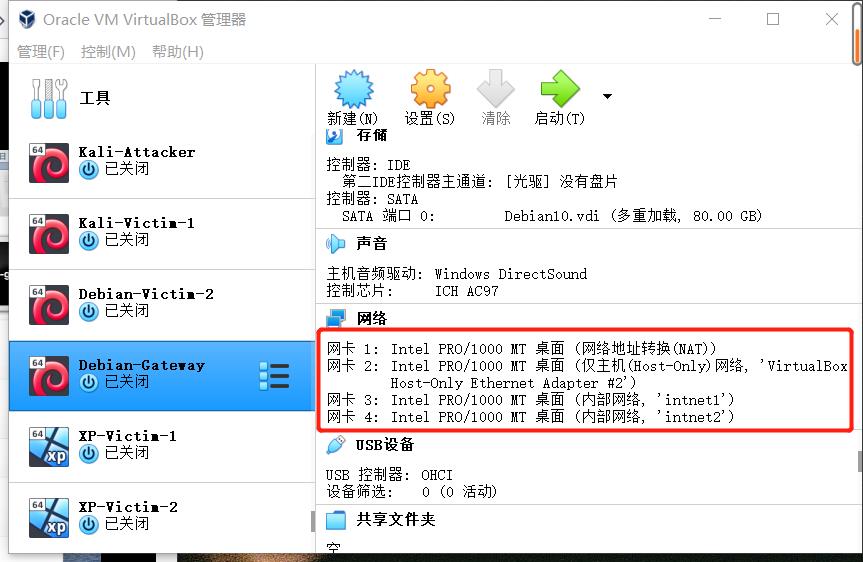 Oracle VM VirtualBox 管理器
管理(F) 控制(M) 帮助(H)
工具
新建(N) 设置(S) 清除 启动(T)
64
Kali-Attacker
已关闭
64
Kali-Victim-1
已关闭
64
Debian-Victim-2
已关闭
64
Debian-Gateway
已关闭
64
xp
XP-Victim-1
已关闭
64
xp
XP-Victim-2
已关闭
存储
控制器: IDE
第二IDE控制器主通道: [光驱] 没有盘片
控制器: SATA
SATA 端口 0: Debian10.vdi (多重加载, 80.00 GB)
声音
主机音频驱动: Windows DirectSound
控制芯片: ICH AC97
网络
网卡 1: Intel PRO/1000 MT 桌面 (网络地址转换(NAT))
网卡 2: Intel PRO/1000 MT 桌面 (仅主机(Host-Only)网络, 'VirtualBox
Host-Only Ethernet Adapter #2')
网卡 3: Intel PRO/1000 MT 桌面 (内部网络, 'intnet1')
网卡 4: Intel PRO/1000 MT 桌面 (内部网络, 'intnet2')
USB设备
USB 控制器: OHCI
设备筛选: 0 (0 活动)
共享文件夹
空